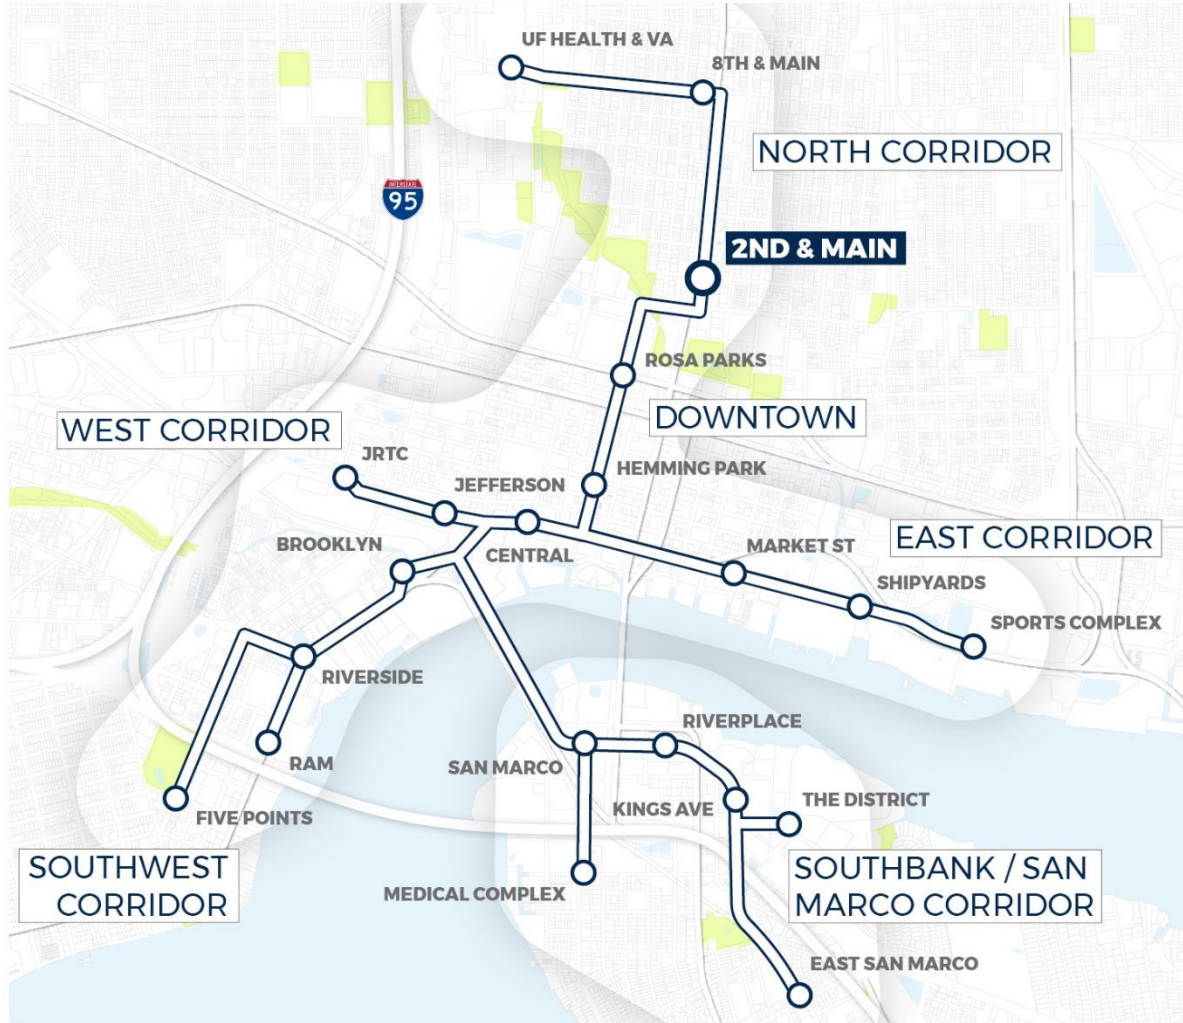 UF HEALTH & VA
8TH & MAIN
NORTH CORRIDOR
INTERSTATE
95
2ND & MAIN
ROSA PARKS
DOWNTOWN
WEST CORRIDOR
JRTC
HEMMING PARK
JEFFERSON
EAST CORRIDOR
BROOKLYN
CENTRAL
MARKET ST
SHIPYARDS
SPORTS COMPLEX
RIVERSIDE
RIVERPLACE
RAM
SAN MARCO
KINGS AVE
THE DISTRICT
FIVE POINTS
SOUTHWEST
CORRIDOR
MEDICAL COMPLEX
SOUTHBANK / SAN
MARCO CORRIDOR
EAST SAN MARCO